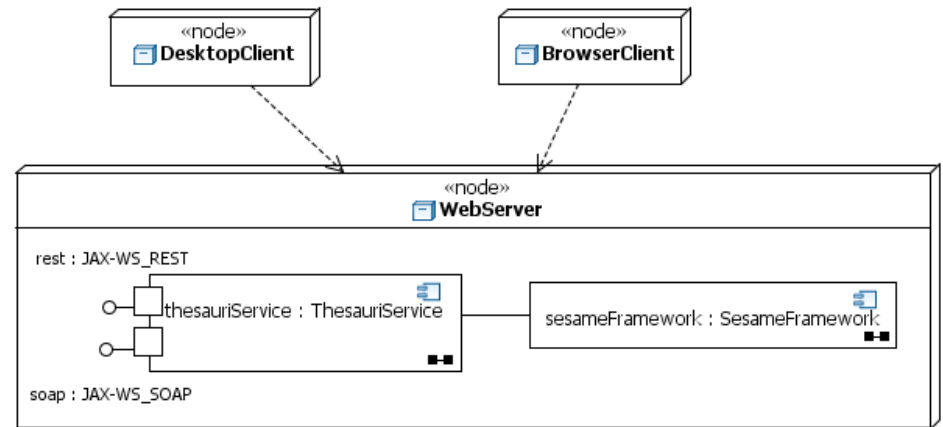 «node»
DesktopClient
«node»
BrowserClient
«node»
WebServer
rest : JAX-WS_REST
thesauriService : ThesauriService
sesameFramework : SesameFramework
soap : JAX-WS_SOAP